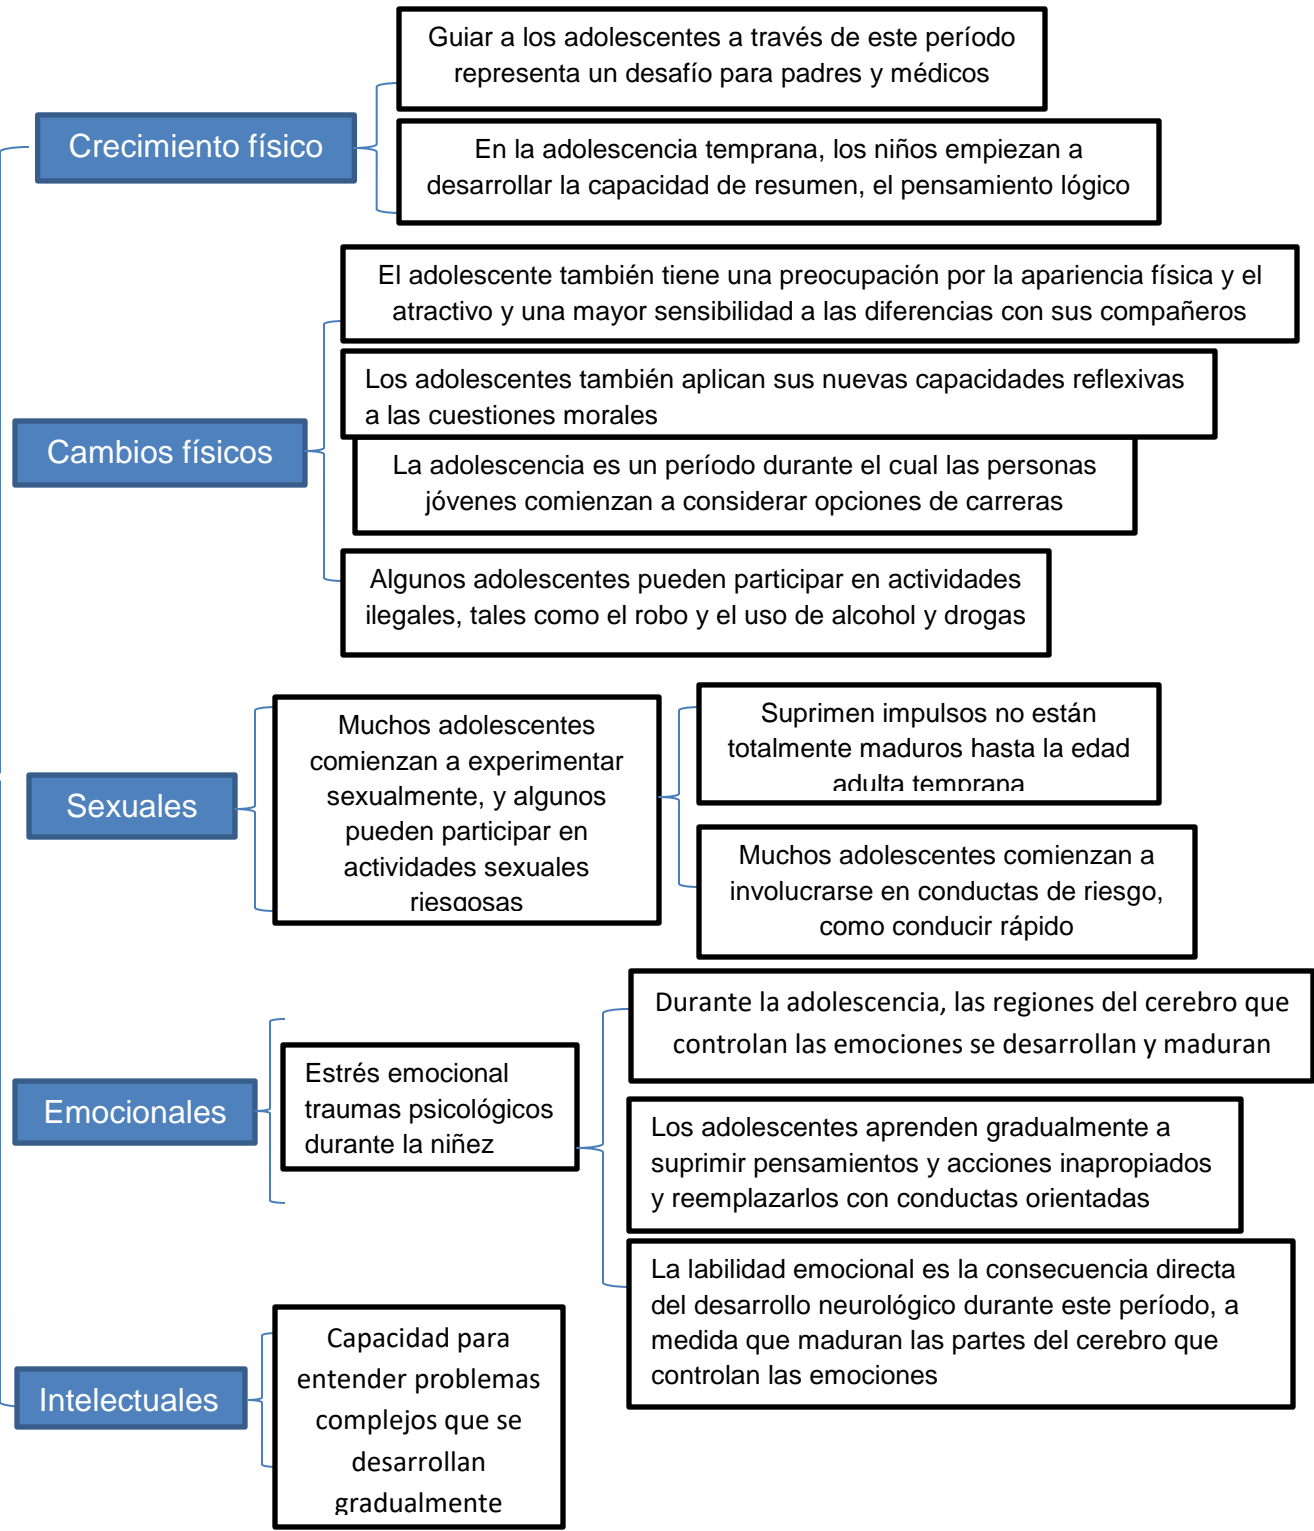 Guiar a los adolescentes a través de este período
representa un desafío para padres y médicos
Crecimiento físico
En la adolescencia temprana, los niños empiezan a
desarrollar la capacidad de resumen, el pensamiento lógico
El adolescente también tiene una preocupación por la apariencia física y el
atractivo y una mayor sensibilidad a las diferencias con sus compañeros
Los adolescentes también aplican sus nuevas capacidades reflexivas
a las cuestiones morales
Cambios físicos
La adolescencia es un período durante el cual las personas
jóvenes comienzan a considerar opciones de carreras
Algunos adolescentes pueden participar en actividades
ilegales, tales como el robo y el uso de alcohol y drogas
Sexuales
Muchos adolescentes
comienzan a experimentar
sexualmente, y algunos
pueden participar en
actividades sexuales
riesgosas
Suprimen impulsos no están
totalmente maduros hasta la edad
adulta temprana
Muchos adolescentes comienzan a
involucrarse en conductas de riesgo,
como conducir rápido
Emocionales
Estrés emocional
traumas psicológicos
durante la niñez
Durante la adolescencia, las regiones del cerebro que
controlan las emociones se desarrollan y maduran
Los adolescentes aprenden gradualmente a
suprimir pensamientos y acciones inapropiados
y reemplazarlos con conductas orientadas
La labilidad emocional es la consecuencia directa
del desarrollo neurológico durante este período, a
medida que maduran las partes del cerebro que
controlan las emociones
Intelectuales
Capacidad para
entender problemas
complejos que se
desarrollan
gradualmente